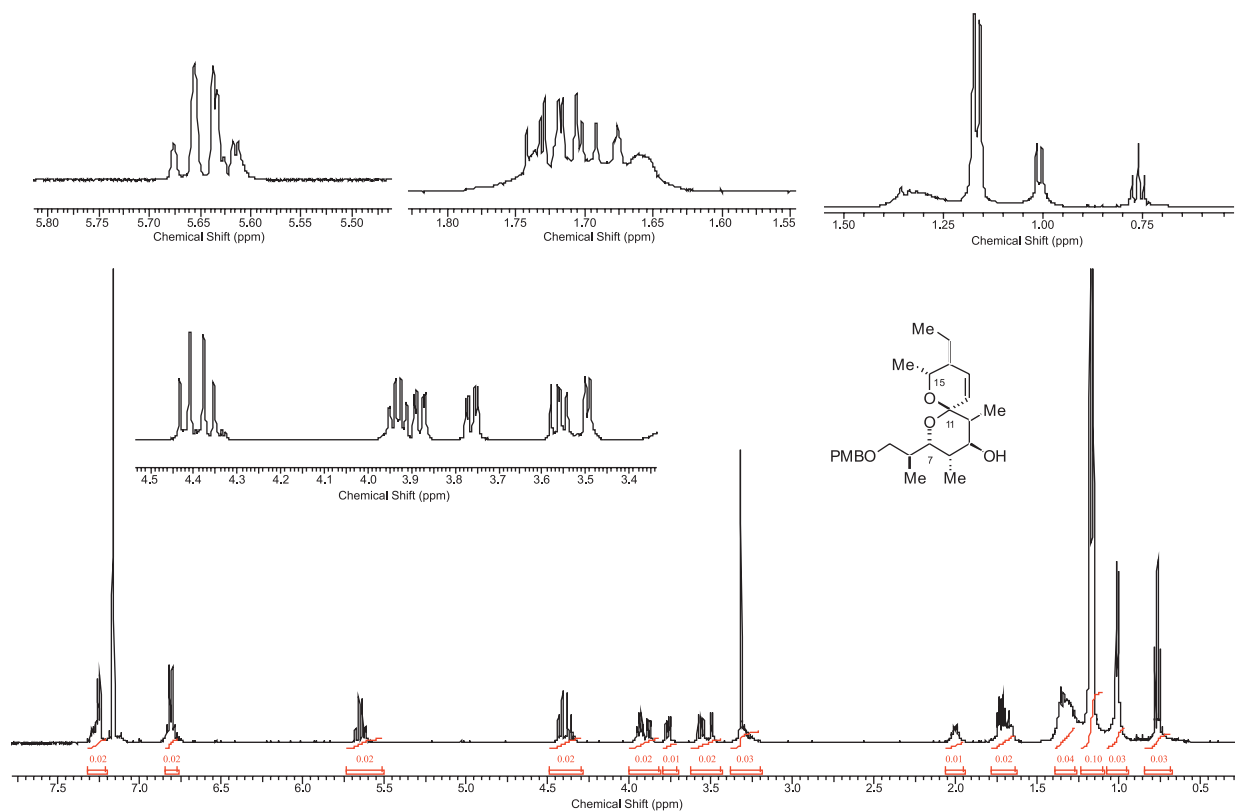 5.80 5.75 5.70 5.65 5.60 5.55 5.50
Chemical Shift (ppm)
1.80 1.75 1.70 1.65 1.60 1.55
Chemical Shift (ppm)
1.50 1.25 1.00 0.75
Chemical Shift (ppm)
4.5 4.4 4.3 4.2 4.1 4.0 3.9 3.8 3.7 3.6 3.5 3.4
Chemical Shift (ppm)
Me
Me
15
O
O
11
Me
7
PMBO
OH
Me
Me
0.02 0.02 0.02 0.02 0.02 0.01 0.02 0.03 0.01 0.02 0.04 0.10 0.03 0.03
7.5 7.0 6.5 6.0 5.5 5.0 4.5 4.0 3.5 3.0 2.5 2.0 1.5 1.0 0.5
Chemical Shift (ppm)